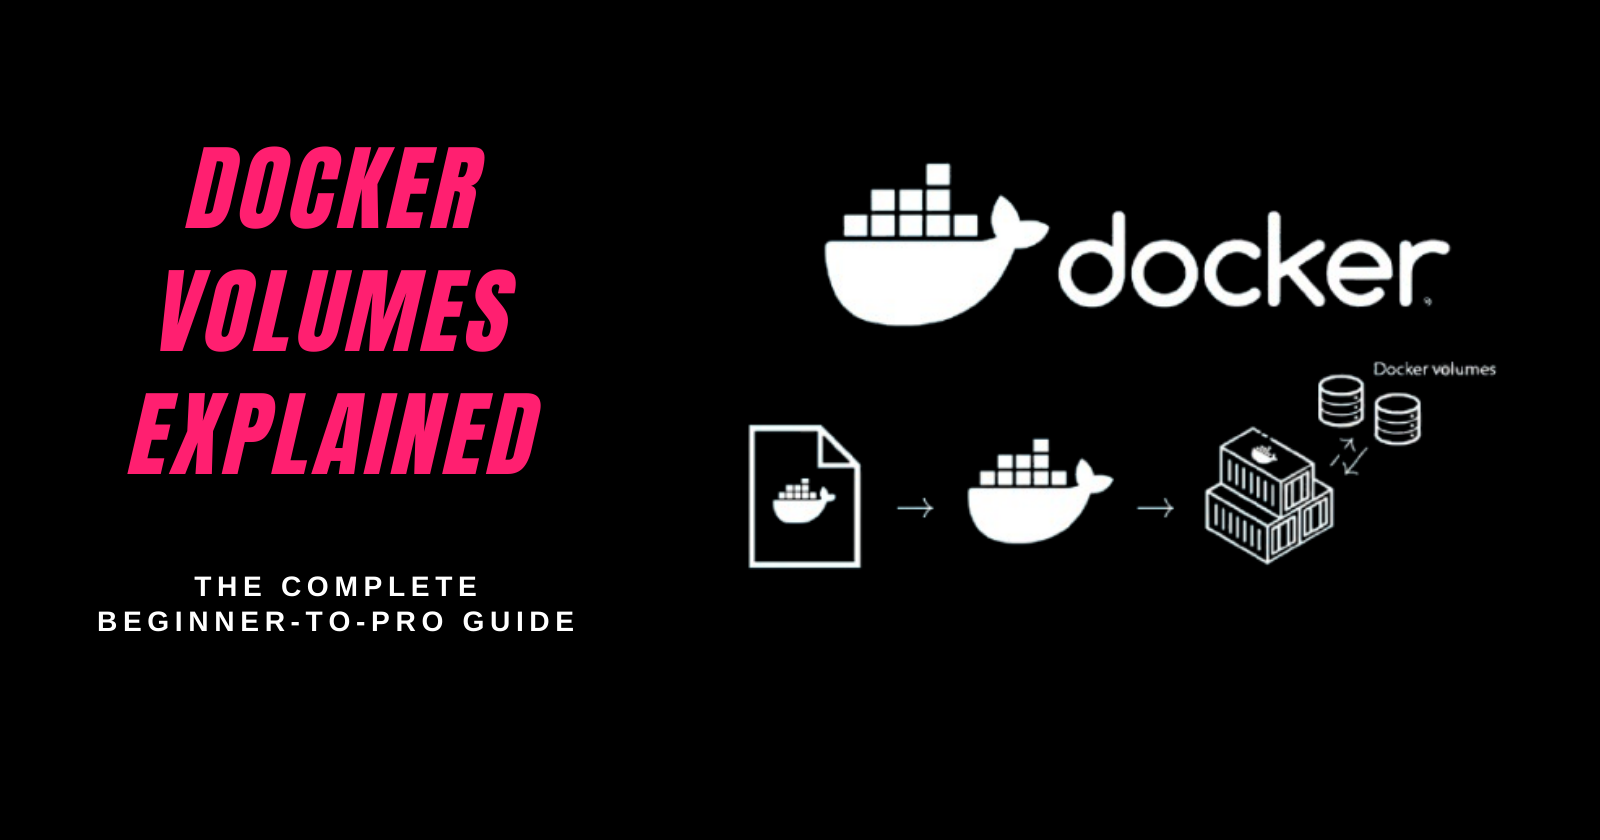 DOCKER
VOLUMES
EXPLAINED
THE COMPLETE
BEGINNER-TO-PRO GUIDE
docker
Docker volumes